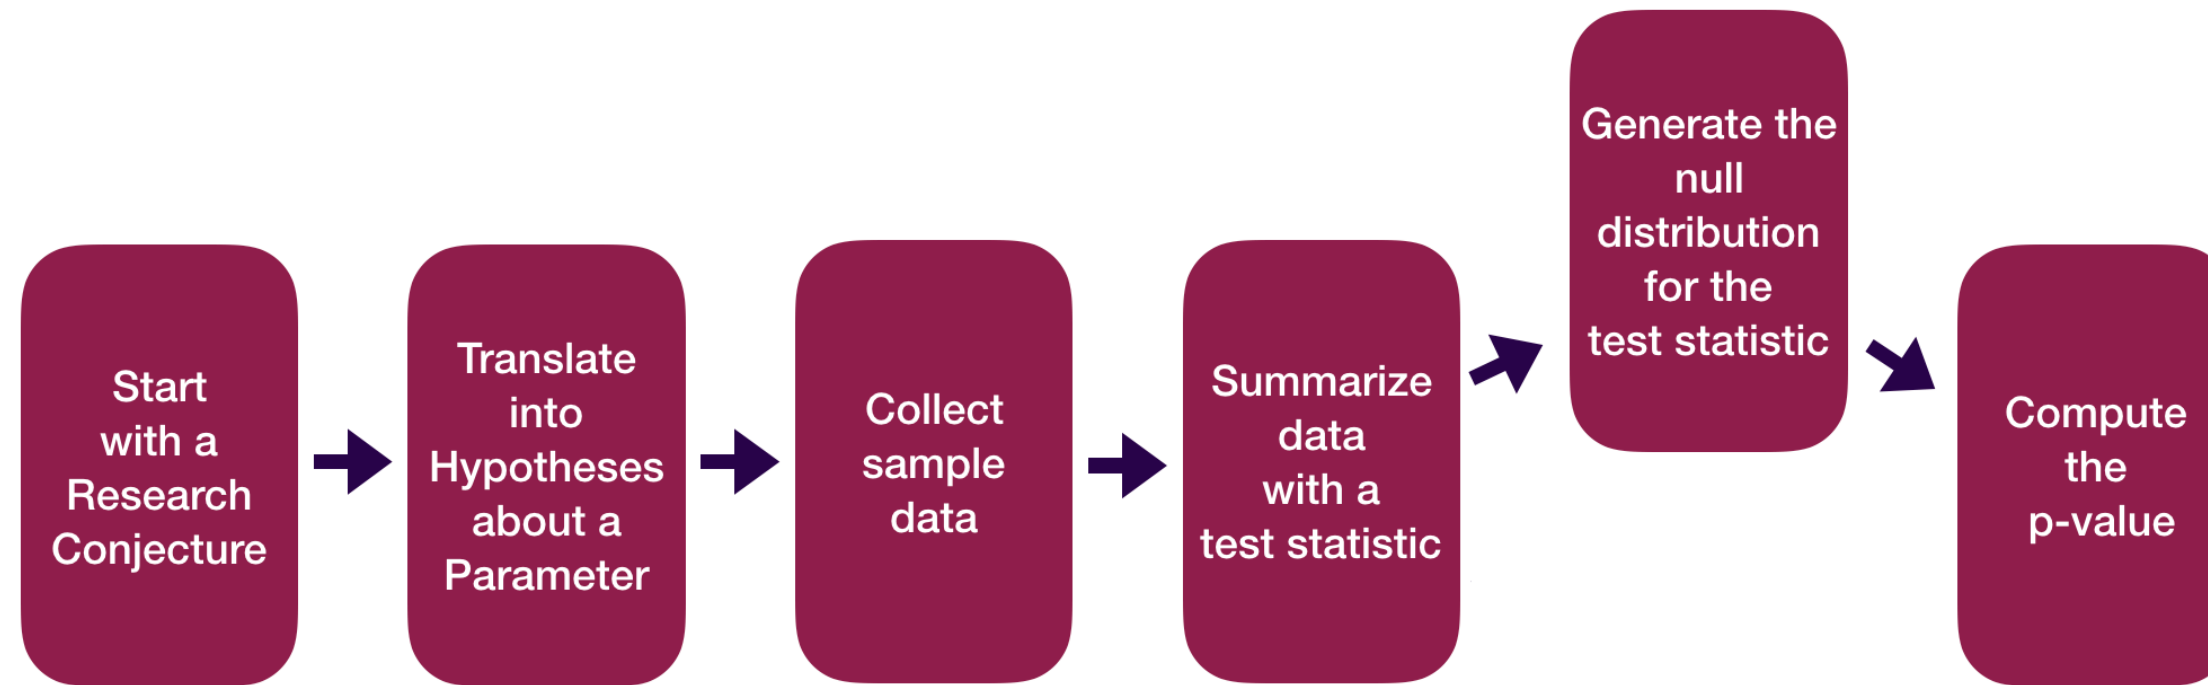 Start
with a
Research
Conjecture
Translate
into
Hypotheses
about a
Parameter
Collect
sample
data
Summarize
data
with a
test statistic
Generate the
null
distribution
for the
test statistic
Compute
the
p-value